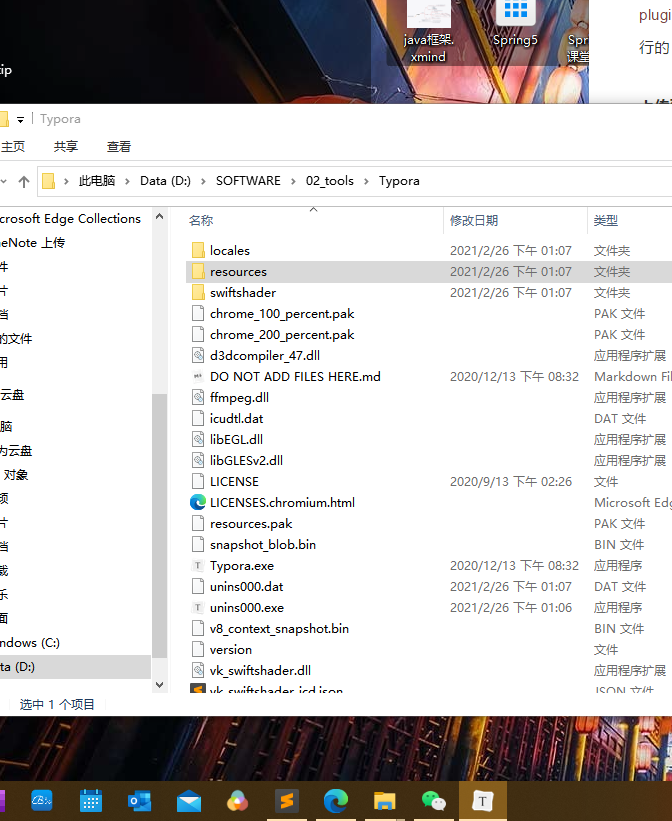 plugi
java框架.
xmind
Spring5
Spr
课堂
行的
ip
Typora
主页 共享 查看
此电脑 › Data (D:) › SOFTWARE › 02_tools › Typora
名称 修改日期 类型
crosoft Edge Collections
neNote 上传
件
片
档
的文件
用
云盘
脑
为云盘
对象
频
片
档
载
乐
面
ndows (C:)
ta (D:)
locales 2021/2/26 下午 01:07 文件夹
resources 2021/2/26 下午 01:07 文件夹
swiftshader 2021/2/26 下午 01:07 文件夹
chrome_100_percent.pak PAK 文件
chrome_200_percent.pak PAK 文件
d3dcompiler_47.dll 应用程序扩展
DO NOT ADD FILES HERE.md 2020/12/13 下午 08:32 Markdown Fil
ffmpeg.dll 应用程序扩展
icudtl.dat DAT 文件
libEGL.dll 应用程序扩展
libGLESv2.dll 应用程序扩展
LICENSE 2020/9/13 下午 02:26 文件
LICENSES.chromium.html Microsoft Edg
resources.pak PAK 文件
snapshot_blob.bin BIN 文件
Typora.exe 2020/12/13 下午 08:32 应用程序
unins000.dat 2021/2/26 下午 01:07 DAT 文件
unins000.exe 2021/2/26 下午 01:06 应用程序
v8_context_snapshot.bin BIN 文件
version 文件
vk_swiftshader.dll 应用程序扩展
vk_swiftshader_icd.json JSON 文件
选中 1 个项目
T